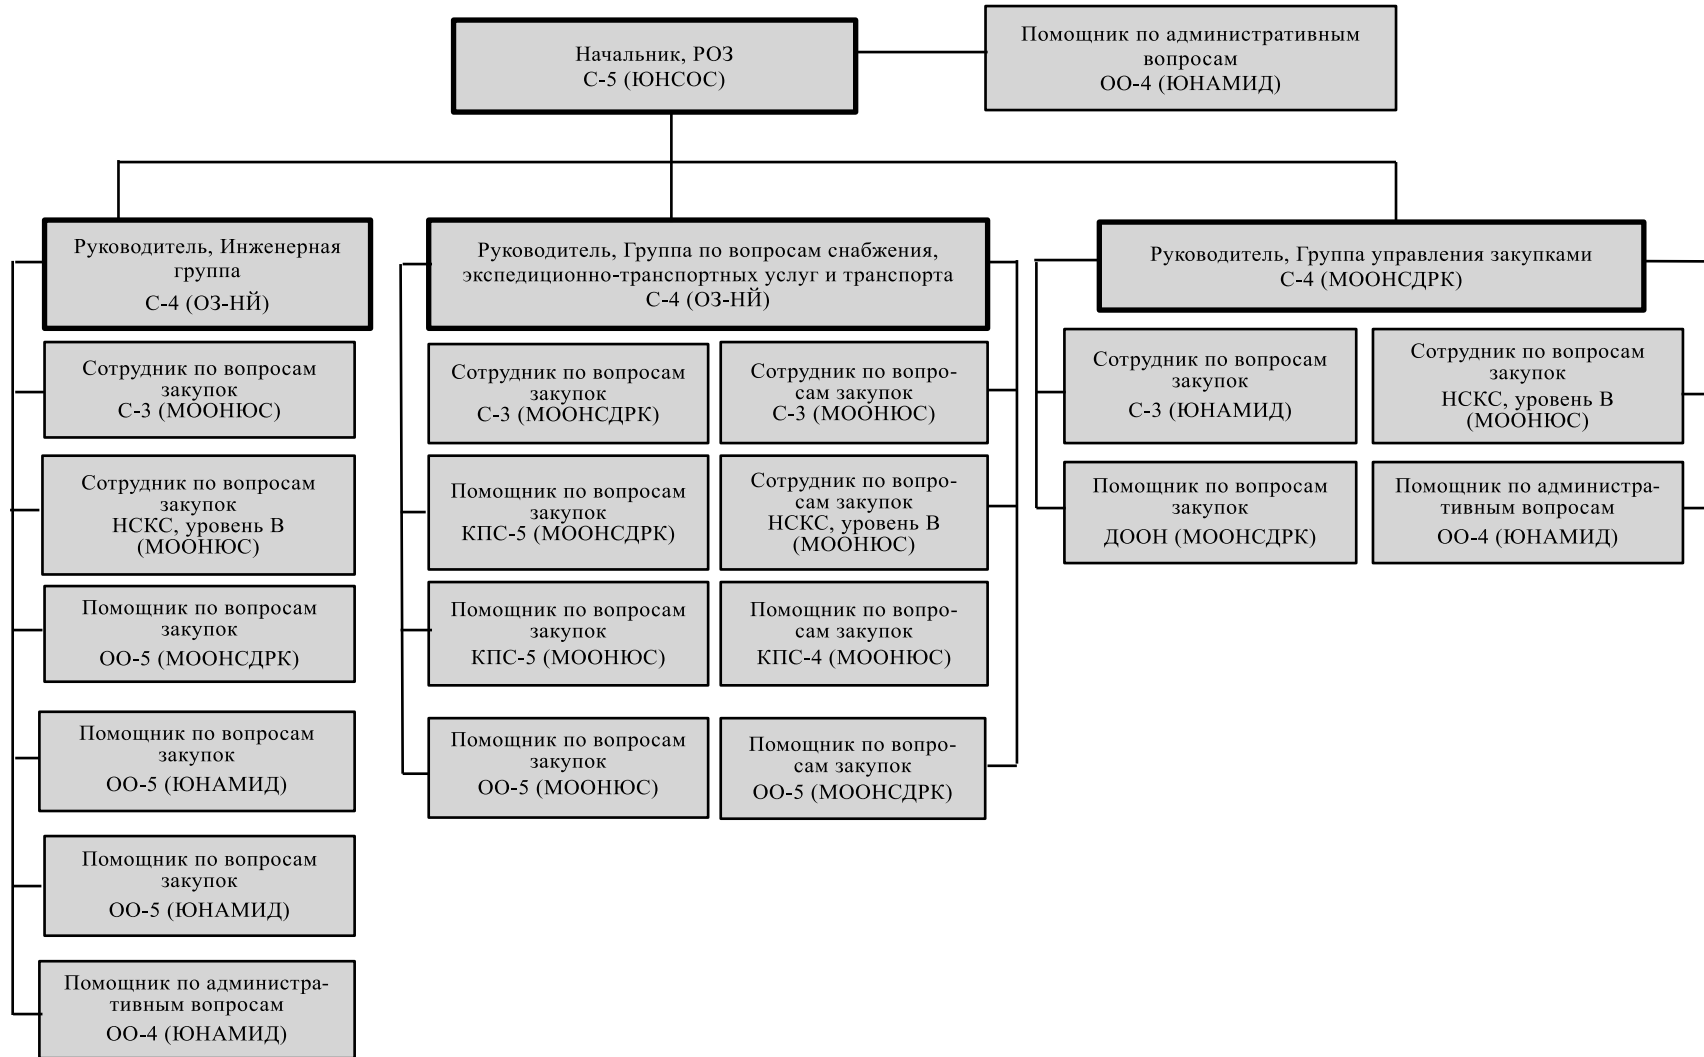 Начальник, РОЗ
С-5 (ЮНСОС)
Помощник по административным
вопросам
ОО-4 (ЮНАМИД)
Руководитель, Инженерная
группа
С-4 (ОЗ-НЙ)
Сотрудник по вопросам
закупок
С-3 (МООНЮС)
Сотрудник по вопросам
закупок
НСКС, уровень В
(МООНЮС)
Помощник по вопросам
закупок
ОО-5 (МООНСДРК)
Помощник по вопросам
закупок
ОО-5 (ЮНАМИД)
Помощник по вопросам
закупок
ОО-5 (ЮНАМИД)
Помощник по администра-
тивным вопросам
ОО-4 (ЮНАМИД)
Руководитель, Группа по вопросам снабжения,
экспедиционно-транспортных услуг и транспорта
С-4 (ОЗ-НЙ)
Сотрудник по вопросам
закупок
С-3 (МООНСДРК)
Сотрудник по вопро-
сам закупок
С-3 (МООНЮС)
Помощник по вопросам
закупок
КПС-5 (МООНСДРК)
Сотрудник по вопро-
сам закупок
НСКС, уровень В
(МООНЮС)
Помощник по вопросам
закупок
КПС-5 (МООНЮС)
Помощник по вопро-
сам закупок
КПС-4 (МООНЮС)
Помощник по вопросам
закупок
ОО-5 (МООНЮС)
Помощник по вопро-
сам закупок
ОО-5 (МООНСДРК)
Руководитель, Группа управления закупками
С-4 (МООНСДРК)
Сотрудник по вопросам
закупок
С-3 (ЮНАМИД)
Сотрудник по вопросам
закупок
НСКС, уровень В
(МООНЮС)
Помощник по вопросам
закупок
ДООН (МООНСДРК)
Помощник по администра-
тивным вопросам
ОО-4 (ЮНАМИД)